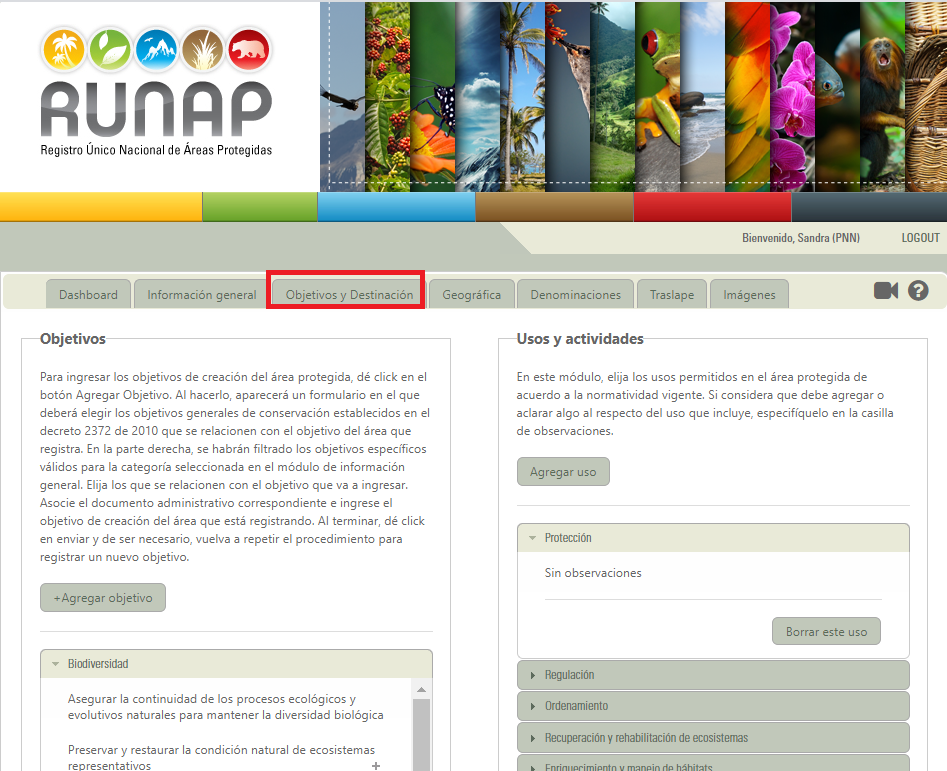 RUNAP
Registro Único Nacional de Áreas Protegidas
Bienvenido, Sandra (PNN) LOGOUT
Dashboard Información general Objetivos y Destinación Geográfica Denominaciones Traslape Imágenes
Objetivos
Para ingresar los objetivos de creación del área protegida, dé click en el
botón Agregar Objetivo. Al hacerlo, aparecerá un formulario en el que
deberá elegir los objetivos generales de conservación establecidos en el
decreto 2372 de 2010 que se relacionen con el objetivo del área que
registra. En la parte derecha, se habrán filtrado los objetivos específicos
válidos para la categoría seleccionada en el módulo de información
general. Elija los que se relacionen con el objetivo que va a ingresar.
Asocie el documento administrativo correspondiente e ingrese el
objetivo de creación del área que está registrando. Al terminar, dé click
en enviar y de ser necesario, vuelva a repetir el procedimiento para
registrar un nuevo objetivo.
+Agregar objetivo
Biodiversidad
Asegurar la continuidad de los procesos ecológicos y
evolutivos naturales para mantener la diversidad biológica
Preservar y restaurar la condición natural de ecosistemas
representativos +
Usos y actividades
En este módulo, elija los usos permitidos en el área protegida de
acuerdo a la normatividad vigente. Si considera que debe agregar o
aclarar algo al respecto del uso que incluye, especifíquelo en la casilla
de observaciones.
Agregar uso
Protección
Sin observaciones
Borrar este uso
Regulación
Ordenamiento
Recuperación y rehabilitación de ecosistemas
Enriquecimiento y manejo de hábitats